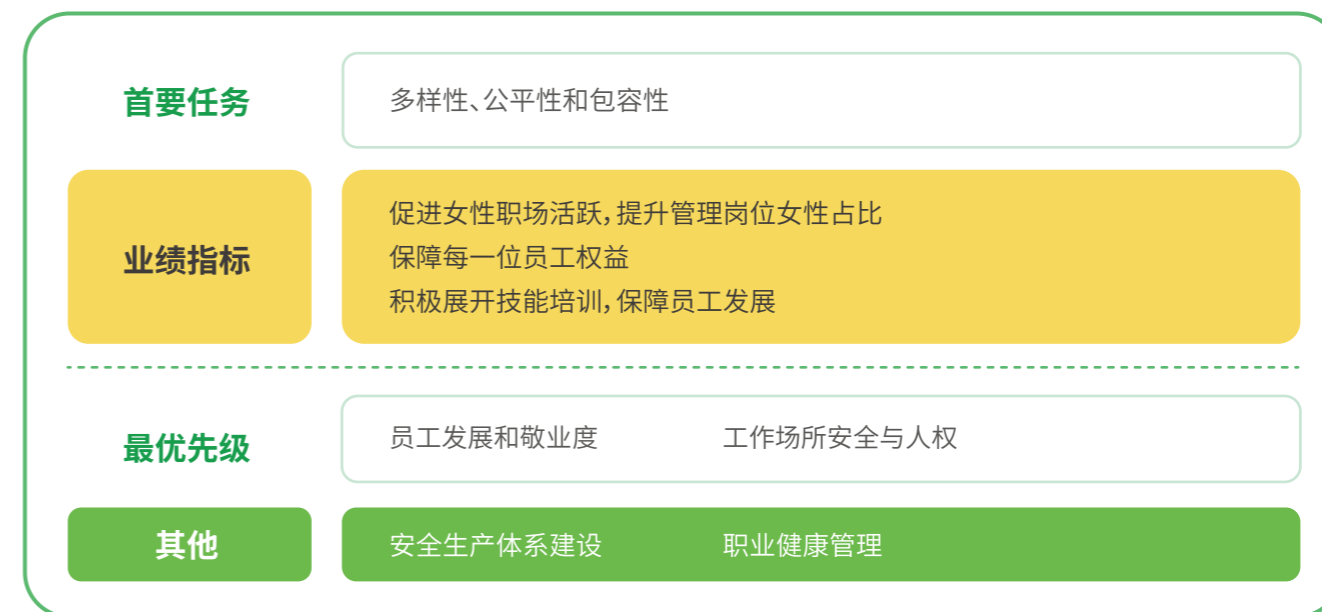 首要任务
多样性、公平性和包容性
业绩指标
促进女性职场活跃，提升管理岗位女性占比
保障每一位员工权益
积极展开技能培训，保障员工发展
最优先级
员工发展和敬业度 工作场所安全与人权
其他
安全生产体系建设 职业健康管理